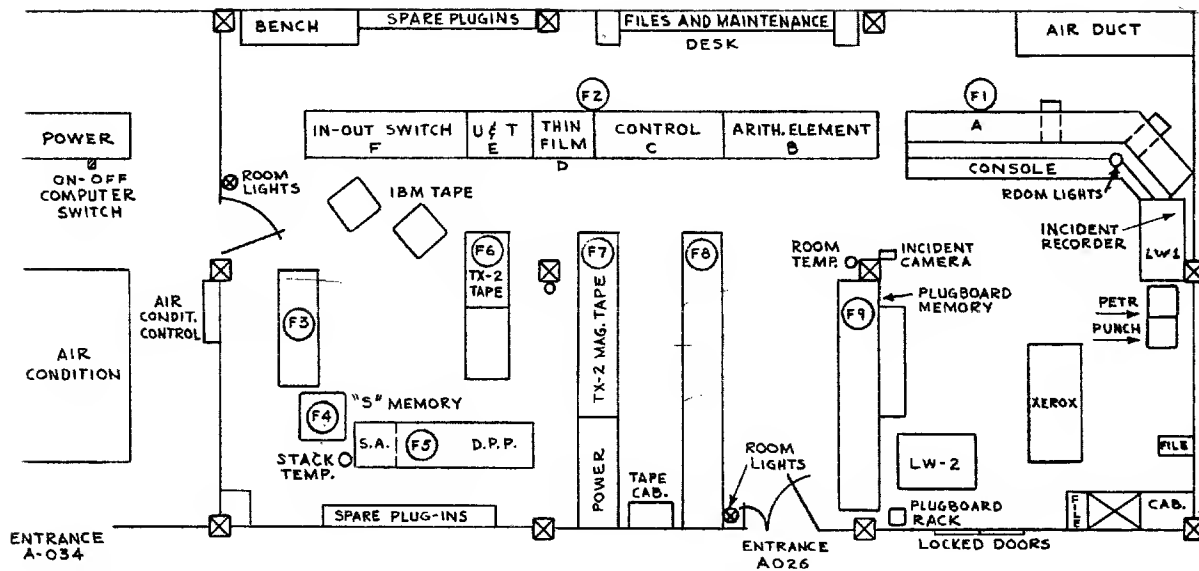 BENCH
SPARE PLUGINS
FILES AND MAINTENANCE
DESK
AIR DUCT
F2
F1
POWER
ON-OFF
COMPUTER
SWITCH
IN-OUT SWITCH
F
U & T
E
THIN
FILM
D
CONTROL
C
ARITH. ELEMENT
B
A
CONSOLE
ROOM
LIGHTS
IBM TAPE
ROOM LIGHTS
INCIDENT
RECORDER
LW1
F6
TX-2
TAPE
F7
TX-2 MAG. TAPE
POWER
F8
ROOM
TEMP.
INCIDENT
CAMERA
PLUGBOARD
MEMORY
F9
PETR
PUNCH
AIR
CONDIT.
CONTROL
AIR
CONDITION
F3
F4
"S" MEMORY
S.A.
F5
D.P.P.
STACK
TEMP.
XEROX
LW-2
FILE
ROOM
LIGHTS
TAPE
CAB.
SPARE PLUG-INS
PLUGBOARD
RACK
FILE
CAB.
ENTRANCE
A-034
ENTRANCE
A026
LOCKED DOORS